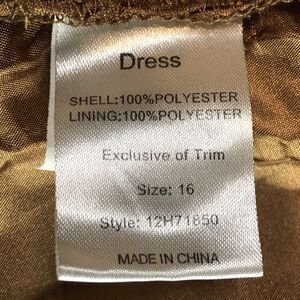 Dress
SHELL:100%POLYESTER
LINING:100%POLYESTER
Exclusive of Trim
Size: 16
Style: 12H71850
MADE IN CHINA